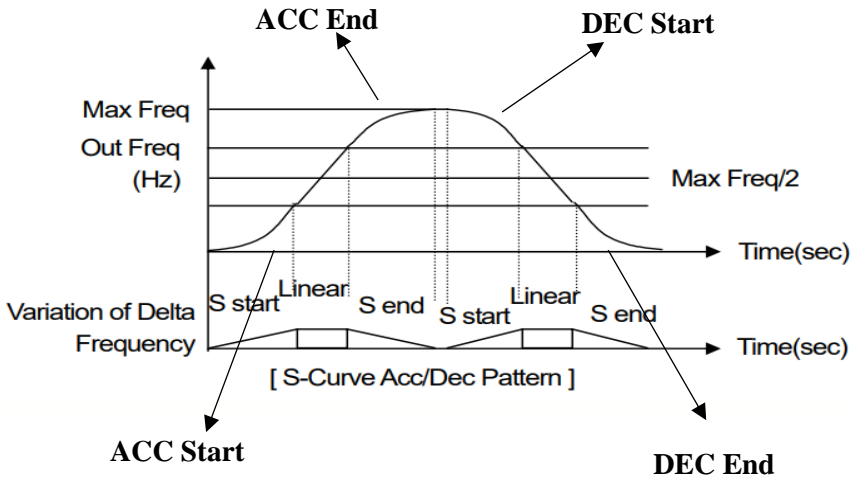 ACC End
DEC Start
Max Freq
Out Freq
(Hz)
Max Freq/2
Time(sec)
S start
Linear
S end
S start
Linear
S end
Variation of Delta
Frequency
Time(sec)
[ S-Curve Acc/Dec Pattern ]
ACC Start
DEC End